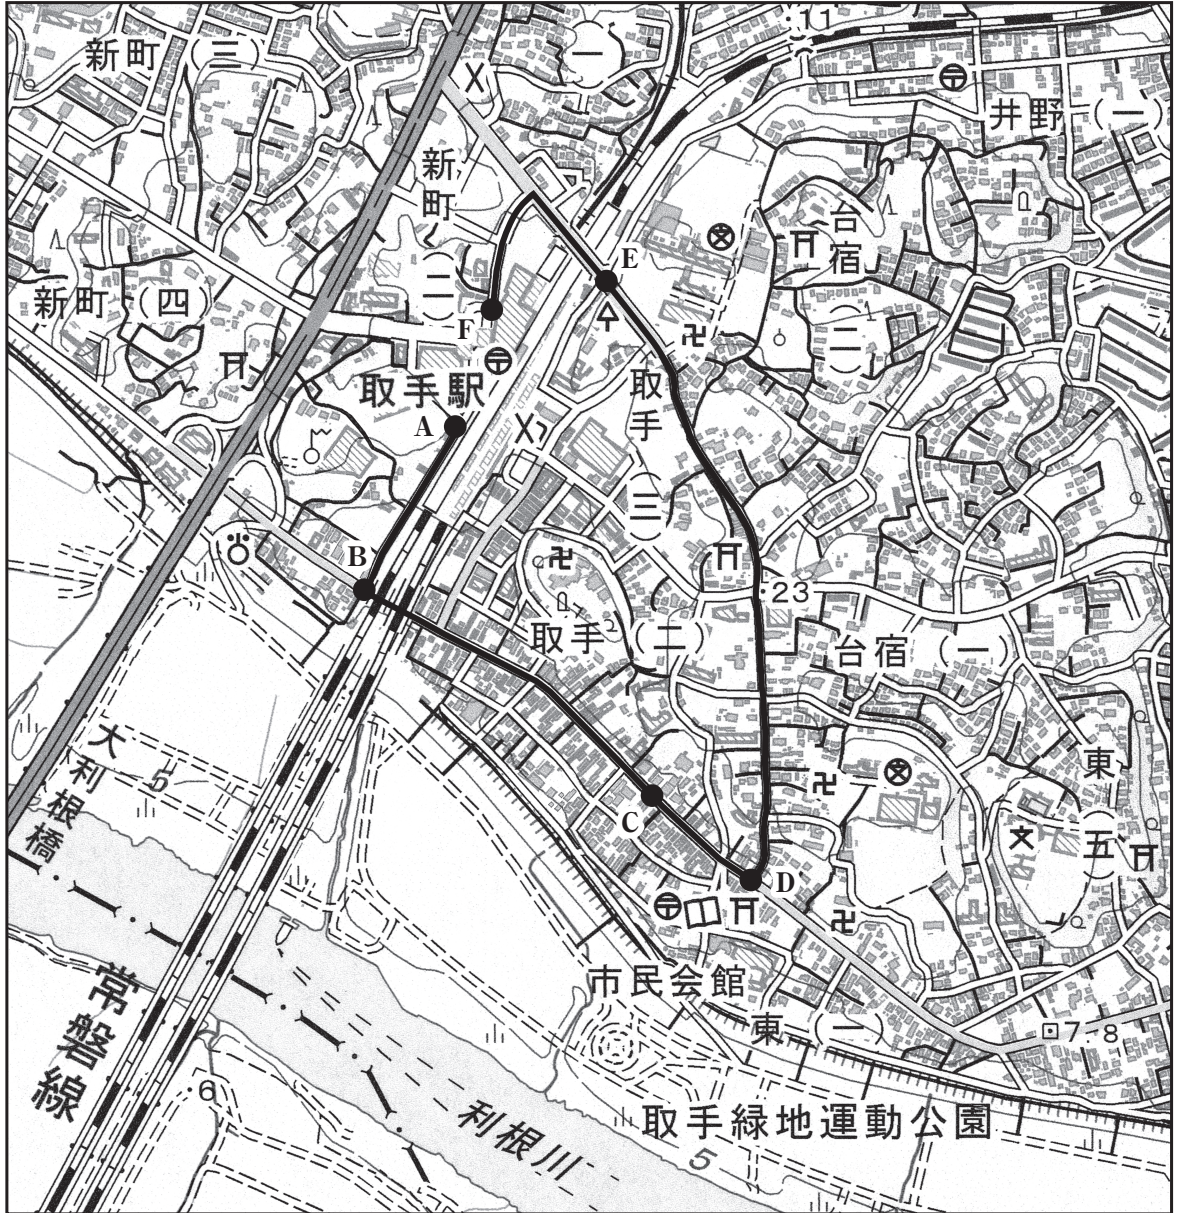 新町（三）
一
・11
井野（一）
新町（二）
台宿（二）
E
新町（四）
F
取手駅
A
取手（三）
B
・23
取手（二）
台宿（一）
大利根橋
5
東（五）
C
D
市民会館
東（一）
7.8
常磐線
・6
利根川
取手緑地運動公園
5